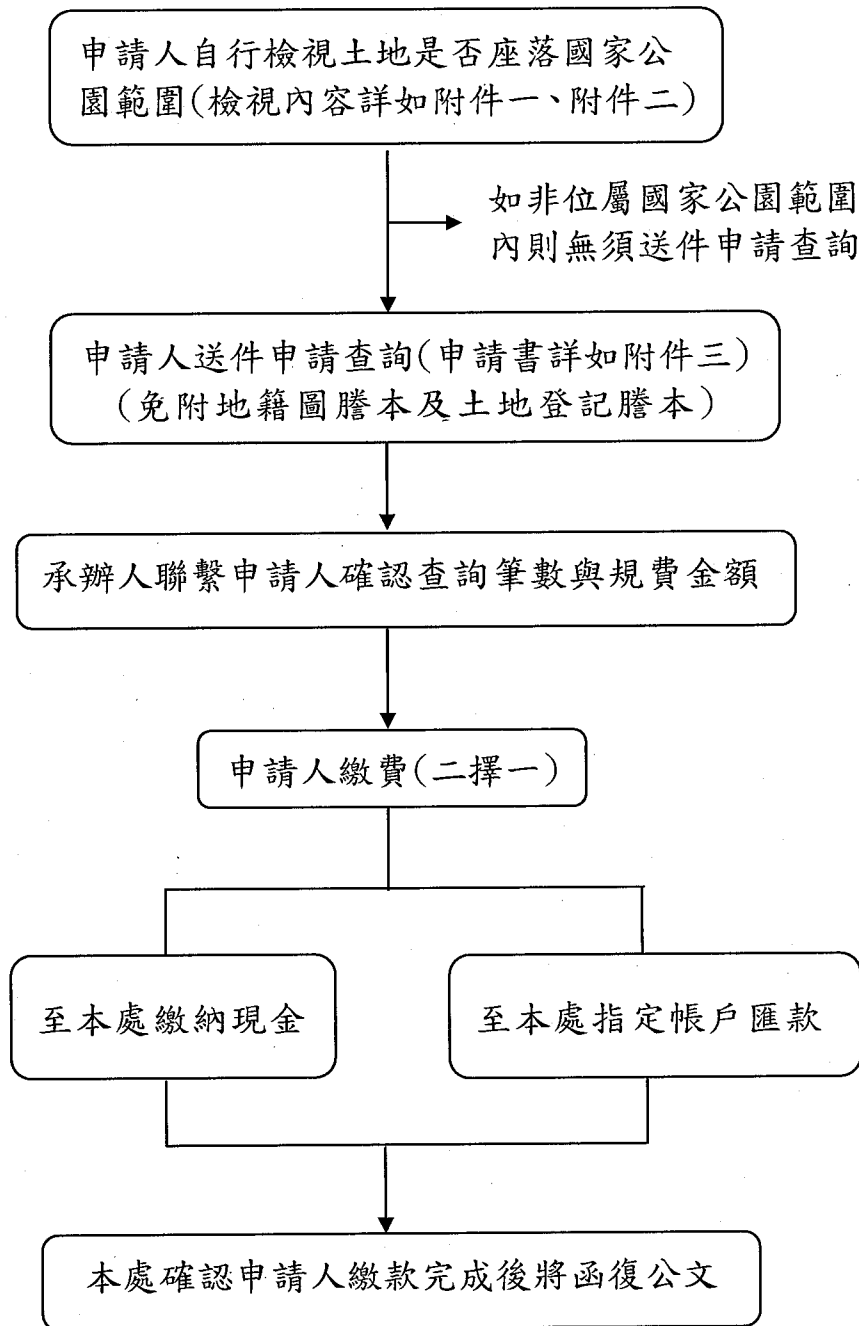 申請人自行檢視土地是否座落國家公
園範圍(檢視內容詳如附件一、附件二)
如非位屬國家公園範圍
內則無須送件申請查詢
申請人送件申請查詢(申請書詳如附件三)
(免附地籍圖謄本及土地登記謄本)
承辦人聯繫申請人確認查詢筆數與規費金額
申請人繳費(二擇一)
至本處繳納現金
至本處指定帳戶匯款
本處確認申請人繳款完成後將函復公文